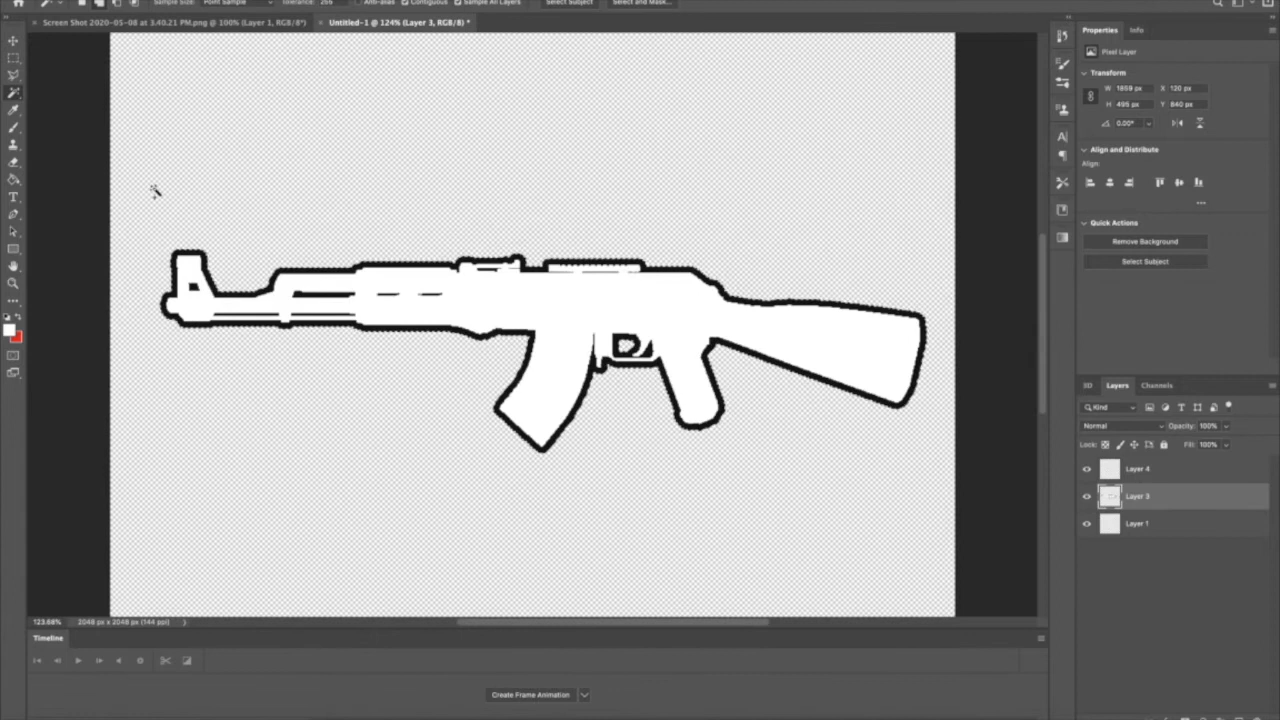 Sample Size: Point Sample Tolerance: 255 Anti-alias Contiguous Sample All Layers Select Subject Select and Mask...
Screen Shot 2020-05-08 at 3.40.21 PM.png @ 100% (Layer 1, RGB/8*)
Untitled-1 @ 124% (Layer 3, RGB/8) *
Properties Info
Pixel Layer
Transform
W 1659 px X 120 px
H 495 px Y 840 px
0.00°
Align and Distribute
Align:
Quick Actions
Remove Background
Select Subject
3D Layers Channels
Kind
Normal Opacity: 100%
Lock: Fill: 100%
Layer 4
Layer 3
Layer 1
123.68% 2048 px x 2048 px (144 ppi)
Timeline
Create Frame Animation